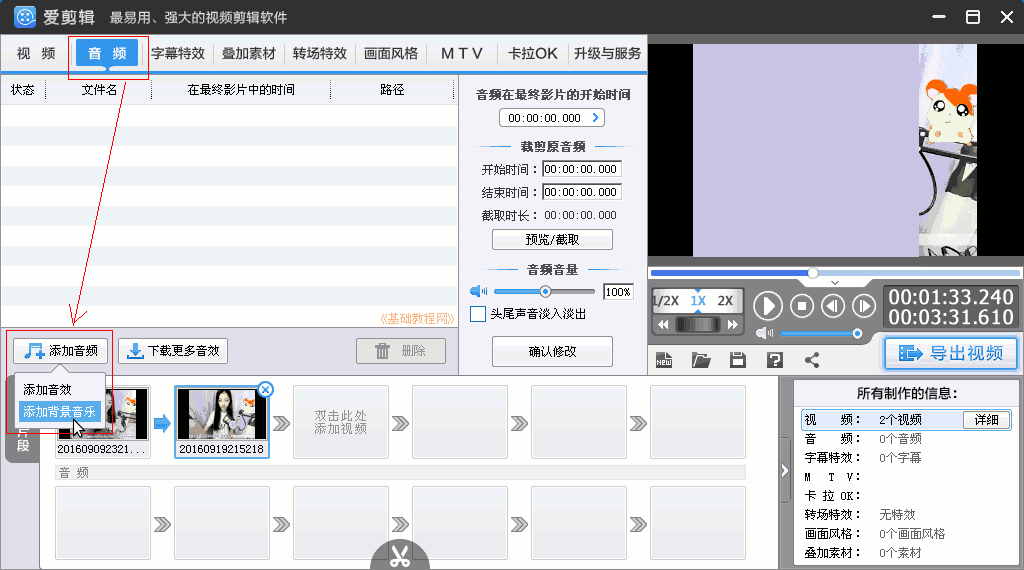 爱剪辑 最易用、强大的视频剪辑软件
视 频 音 频 字幕特效 叠加素材 转场特效 画面风格 M T V 卡拉OK 升级与服务
状态 文件名 在最终影片中的时间 路径
音频在最终影片的开始时间
00:00:00.000
裁剪原音频
开始时间：00:00:00.000
结束时间：00:00:00.000
截取时长：00:00:00.000
预览/截取
音频音量
100%
头尾声音淡入淡出
确认修改
《基础教程网》
添加音频 下载更多音效 删除
添加音效
添加背景音乐
1/2X 1X 2X
00:01:33.240
00:03:31.610
NEW
导出视频
片段
201609092321... 20160919215218
双击此处
添加视频
音 频
所有制作的信息：
视 频： 2个视频 详细
音 频： 0个音频
字幕特效： 0个字幕
M T V：
卡 拉 OK：
转场特效： 无特效
画面风格： 0个画面风格
叠加素材： 0个素材